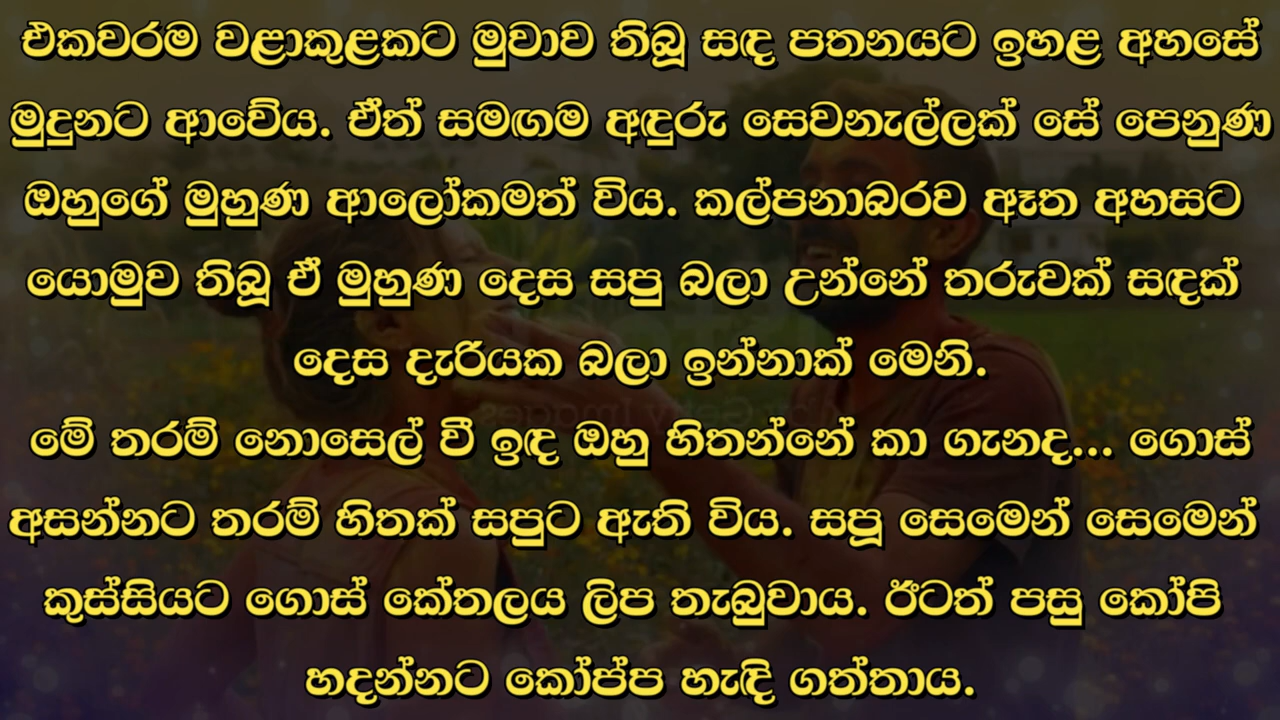 එකවරම වළාකුළකට මුවාව තිබූ සඳ පතනයට ඉහළ අහසේ
මුදුනට ආවේය. ඒත් සමඟම අඳුරු සෙවනැල්ලක් සේ පෙනුණ
ඔහුගේ මුහුණ ආලෝකමත් විය. කල්පනාබරව ඈත අහසට
යොමුව තිබූ ඒ මුහුණ දෙස සපු බලා උන්නේ තරුවක් සඳක්
දෙස දැරියක බලා ඉන්නාක් මෙනි.
මේ තරම් නොසෙල් වී ඉඳ ඔහු හිතන්නේ කා ගැනද... ගොස්
අසන්නට තරම් හිතක් සපුට ඇති විය. සපූ සෙමෙන් සෙමෙන්
කුස්සියට ගොස් කේතලය ලිප තැබුවාය. ඊටත් පසු කෝපි
හදන්නට කෝප්ප හැඳි ගත්තාය.